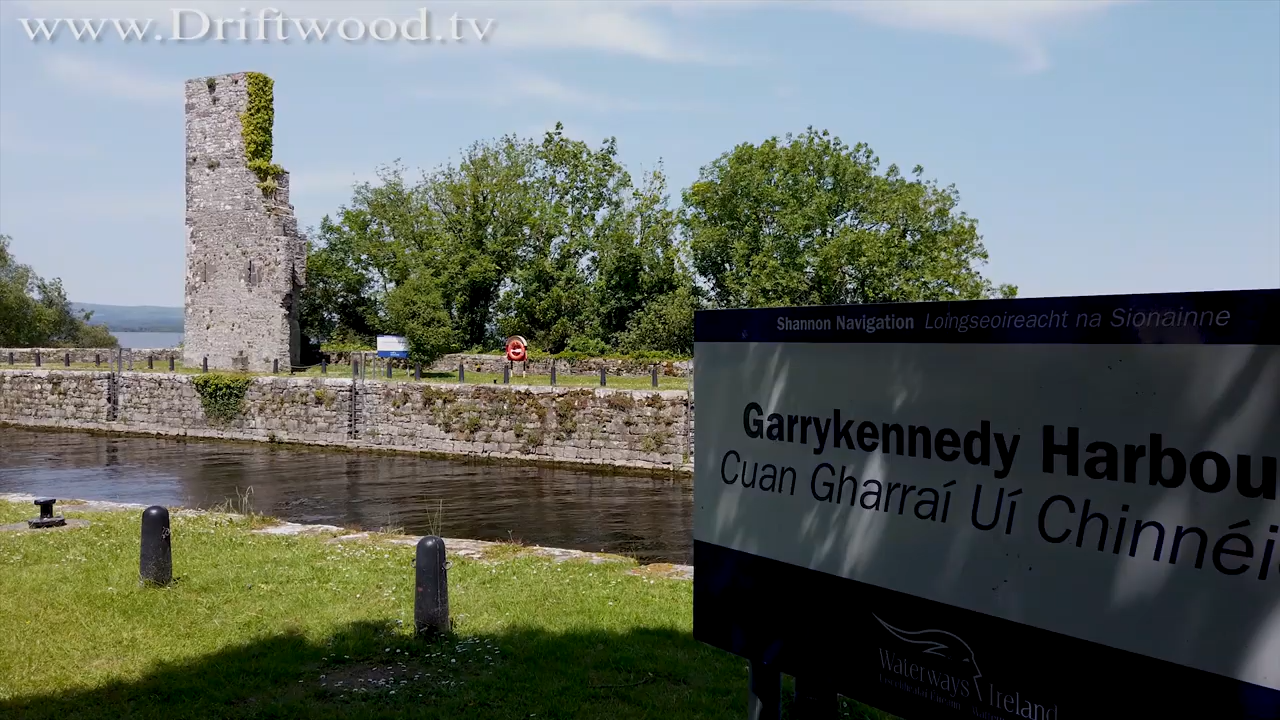 www.Driftwood.tv
Shannon Navigation Loingseoireacht na Sionainne
Garrykennedy Harbou
Cuan Gharraí Uí Chinnéi
Waterways Ireland